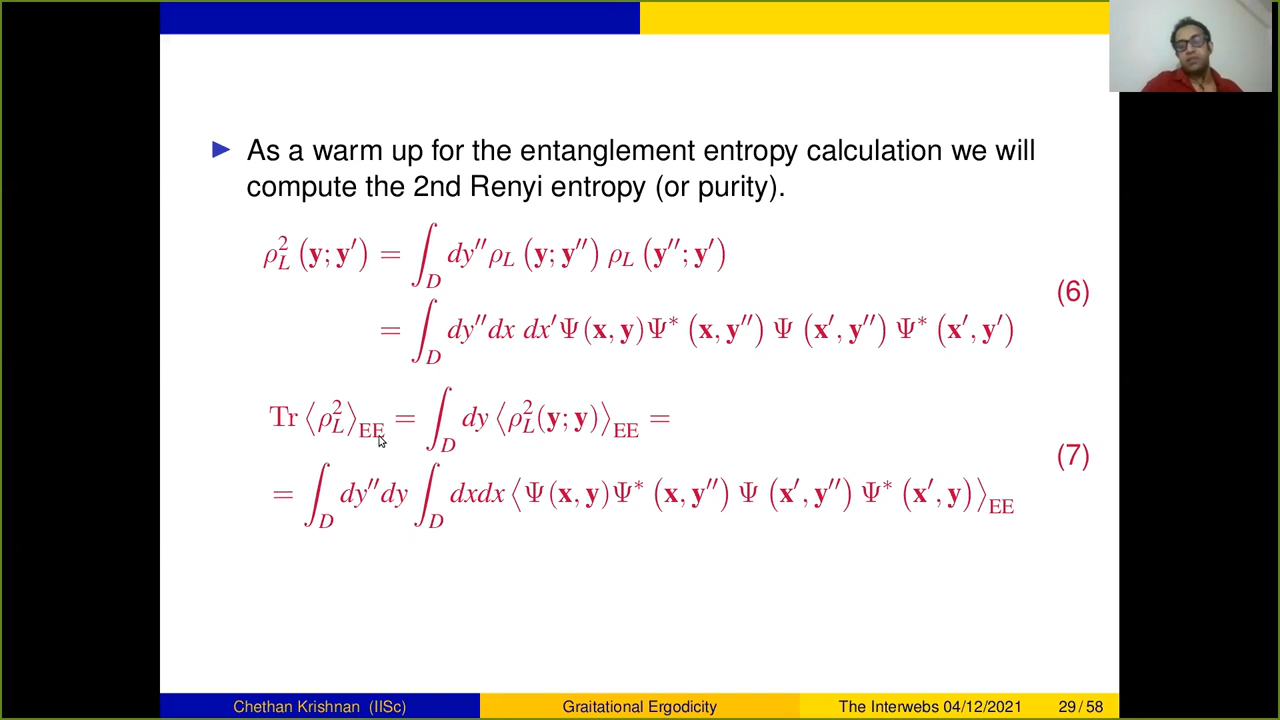 ▶ As a warm up for the entanglement entropy calculation we will
compute the 2nd Renyi entropy (or purity).
ρ_L^2 (y; y′) = ∫_D dy″ρ_L (y; y″) ρ_L (y″; y′)
= ∫_D dy″dx dx′Ψ(x, y)Ψ* (x, y″) Ψ (x′, y″) Ψ* (x′, y′)
(6)
Tr ⟨ρ_L^2⟩_EE = ∫_D dy ⟨ρ_L^2(y; y)⟩_EE =
= ∫_D dy″dy ∫_D dxdx ⟨Ψ(x, y)Ψ* (x, y″) Ψ (x′, y″) Ψ* (x′, y)⟩_EE
(7)
Chethan Krishnan (IISc) Graitational Ergodicity The Interwebs 04/12/2021 29 / 58